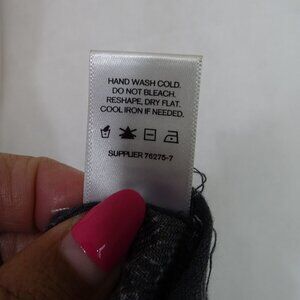 HAND WASH COLD.
DO NOT BLEACH.
RESHAPE, DRY FLAT.
COOL IRON IF NEEDED.
SUPPLIER 76275-7